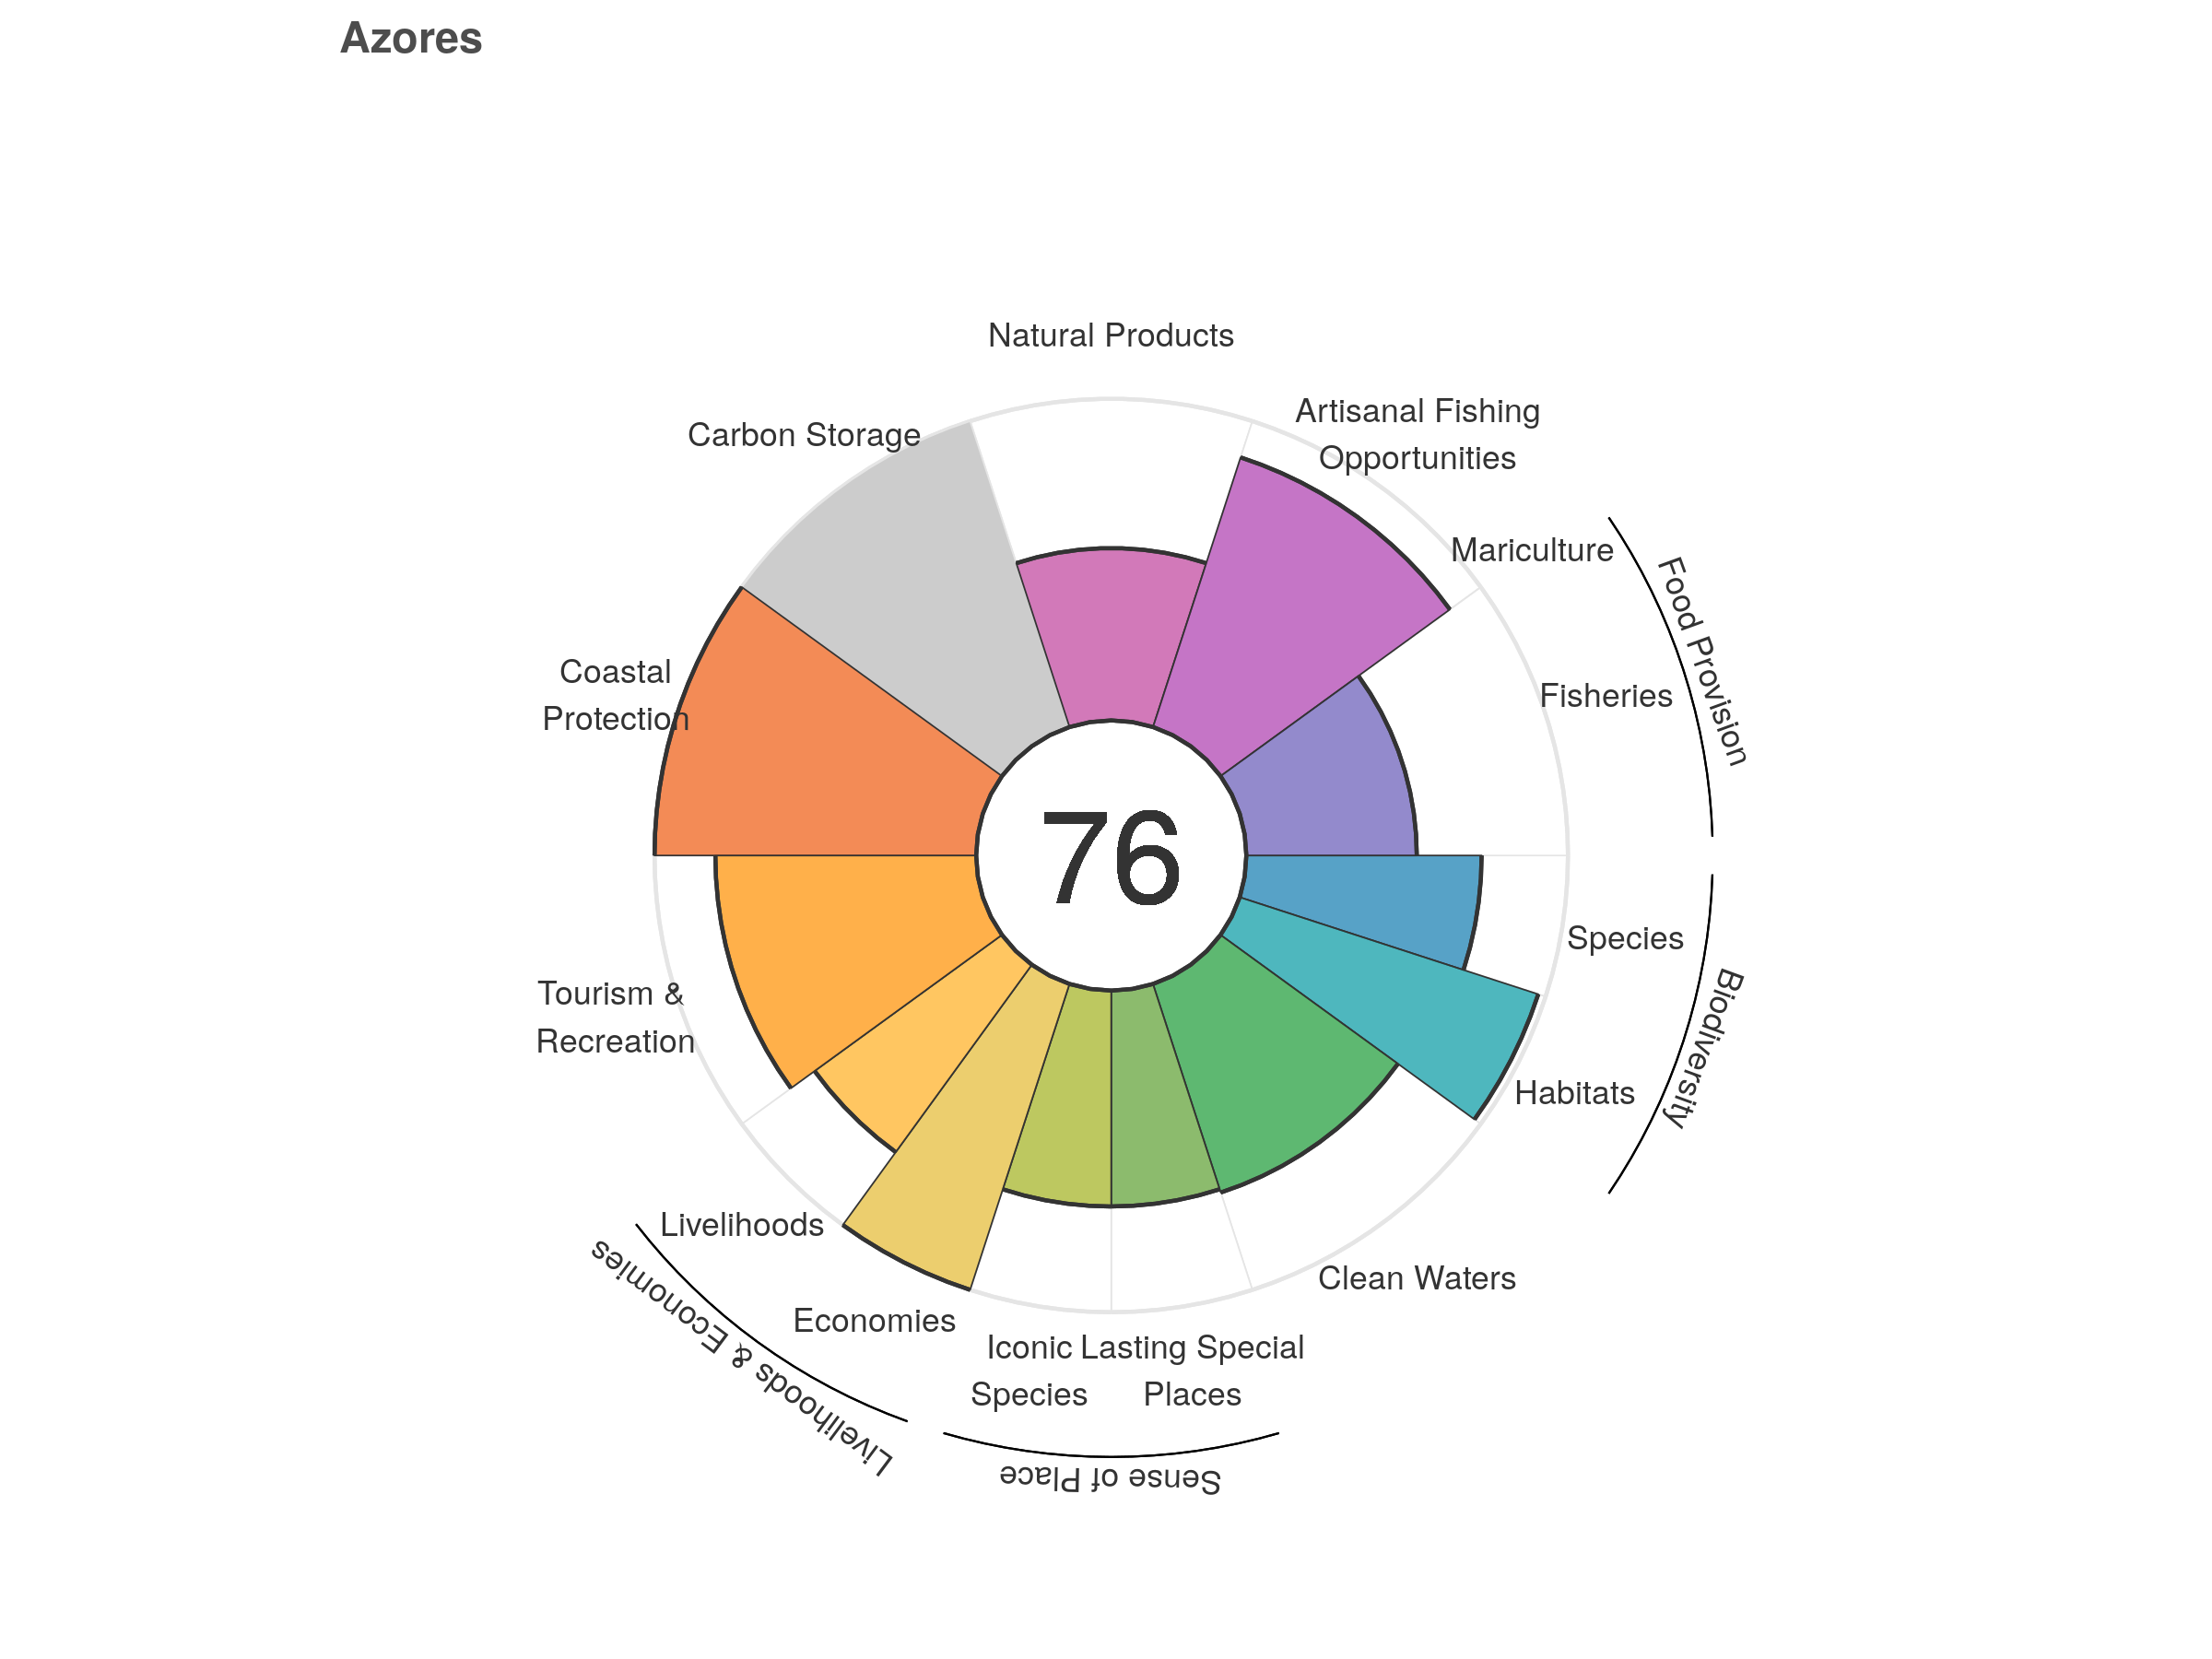 Azores
Natural Products
Artisanal Fishing
Opportunities
Carbon Storage
Mariculture
Food Provision
Coastal
Protection
Fisheries
76
Species
Biodiversity
Tourism &
Recreation
Habitats
Livelihoods
Clean Waters
Livelihoods & Economies
Economies
Iconic
Species
Lasting Special
Places
Sense of Place